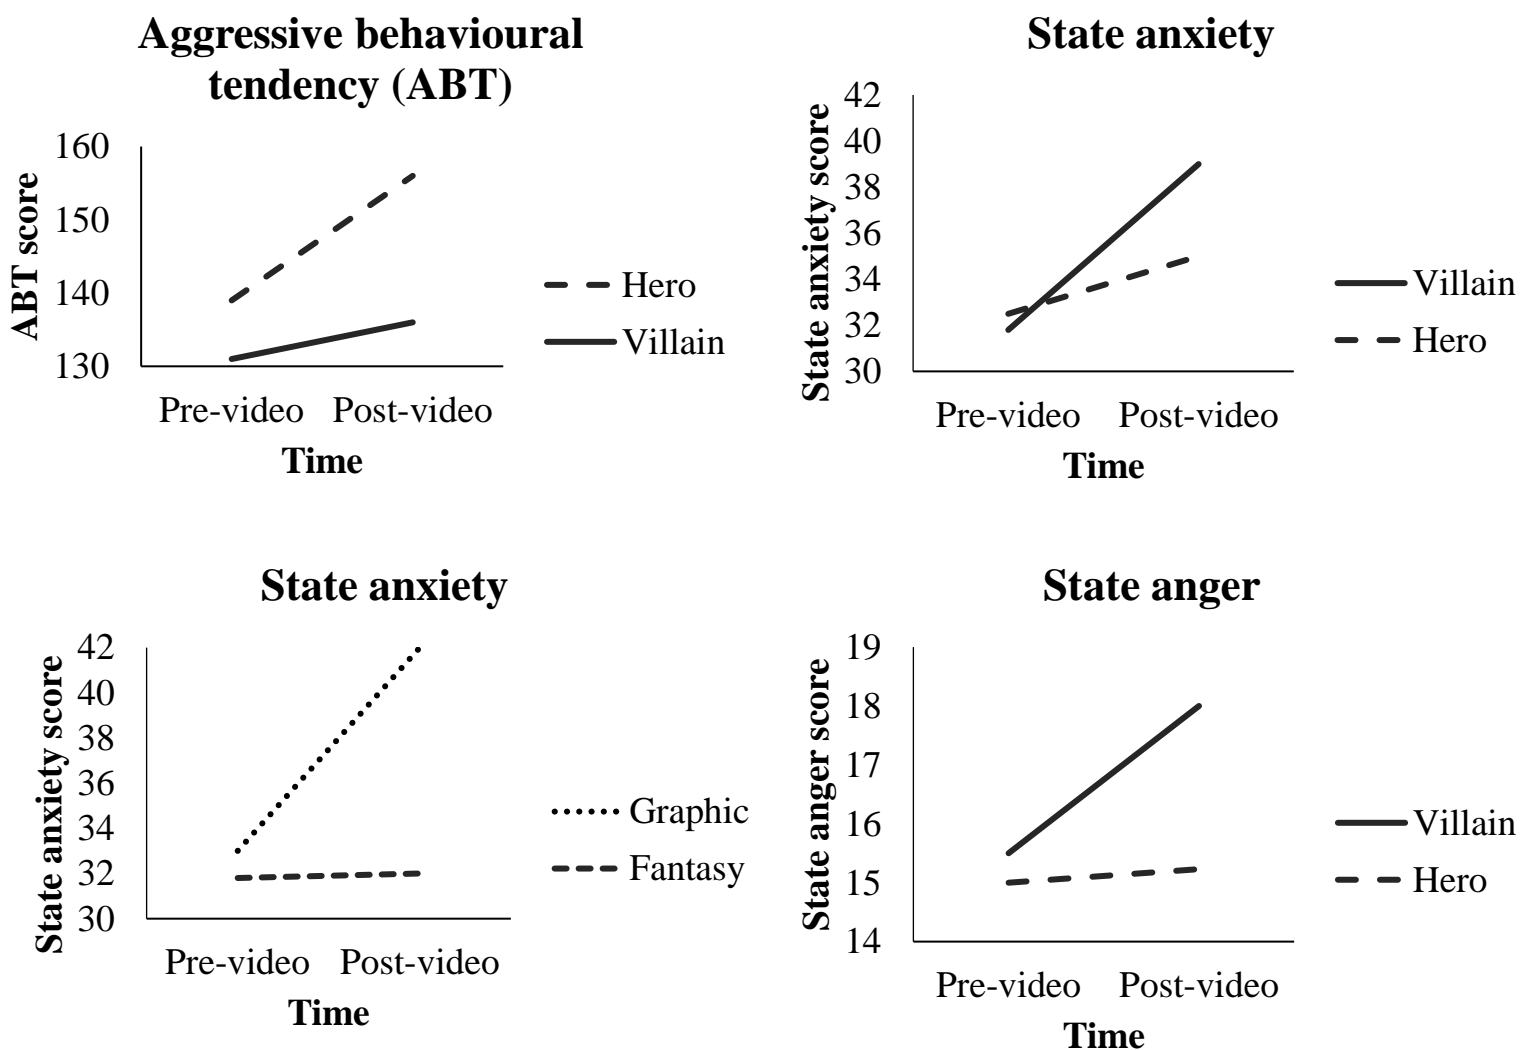 Aggressive behavioural
tendency (ABT)
ABT score
160
150
140
130
Pre-video Post-video
Time
Hero
Villain
State anxiety
State anxiety score
42
40
38
36
34
32
30
Pre-video Post-video
Time
Villain
Hero
State anxiety
State anxiety score
42
40
38
36
34
32
30
Pre-video Post-video
Time
Graphic
Fantasy
State anger
State anger score
19
18
17
16
15
14
Pre-video Post-video
Time
Villain
Hero